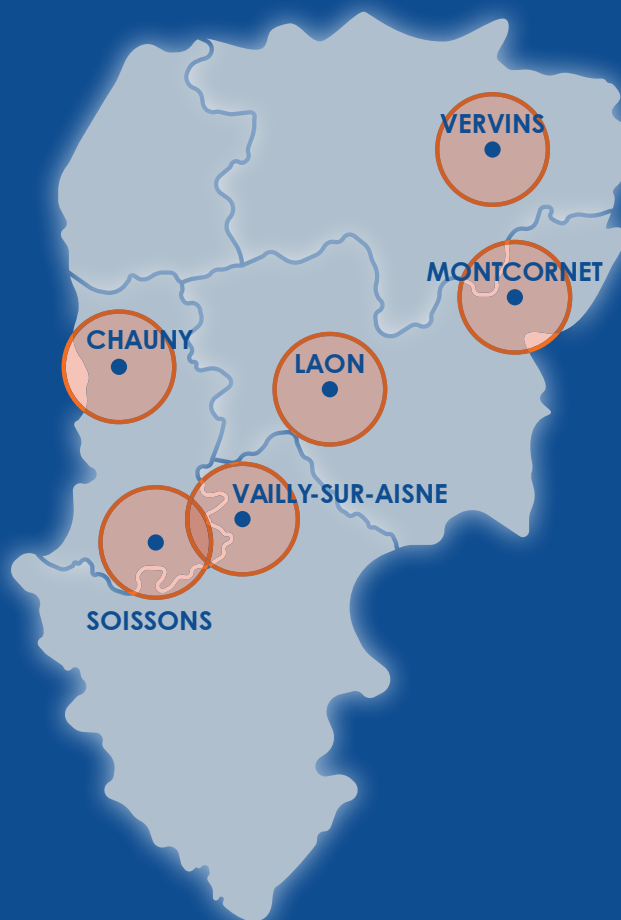 VERVINS
MONTCORNET
CHAUNY
LAON
VAILLY-SUR-AISNE
SOISSONS